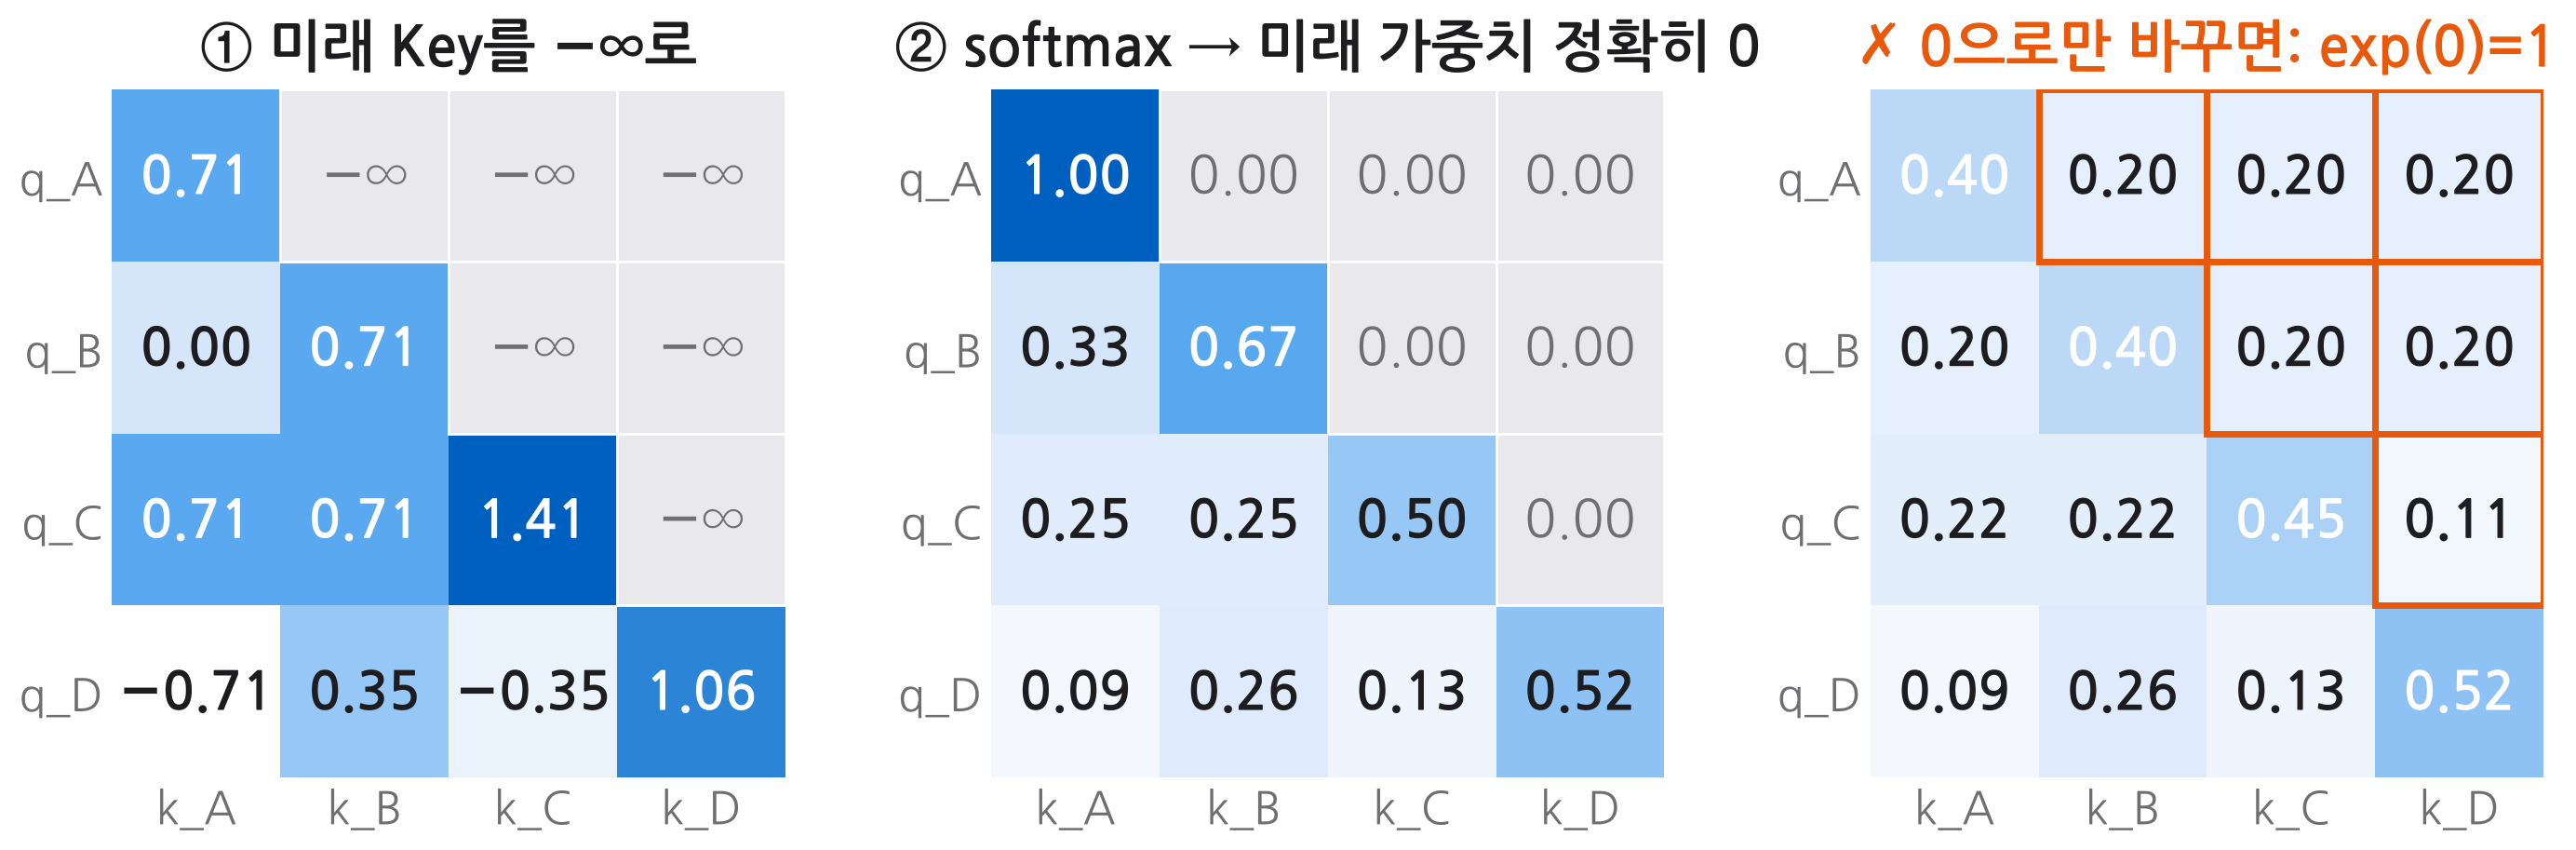 ① 미래 Key를 −∞로
q_A 0.71 −∞ −∞ −∞
q_B 0.00 0.71 −∞ −∞
q_C 0.71 0.71 1.41 −∞
q_D −0.71 0.35 −0.35 1.06
k_A k_B k_C k_D
② softmax → 미래 가중치 정확히 0
q_A 1.00 0.00 0.00 0.00
q_B 0.33 0.67 0.00 0.00
q_C 0.25 0.25 0.50 0.00
q_D 0.09 0.26 0.13 0.52
k_A k_B k_C k_D
✗ 0으로만 바꾸면: exp(0)=1
q_A 0.40 0.20 0.20 0.20
q_B 0.20 0.40 0.20 0.20
q_C 0.22 0.22 0.45 0.11
q_D 0.09 0.26 0.13 0.52
k_A k_B k_C k_D